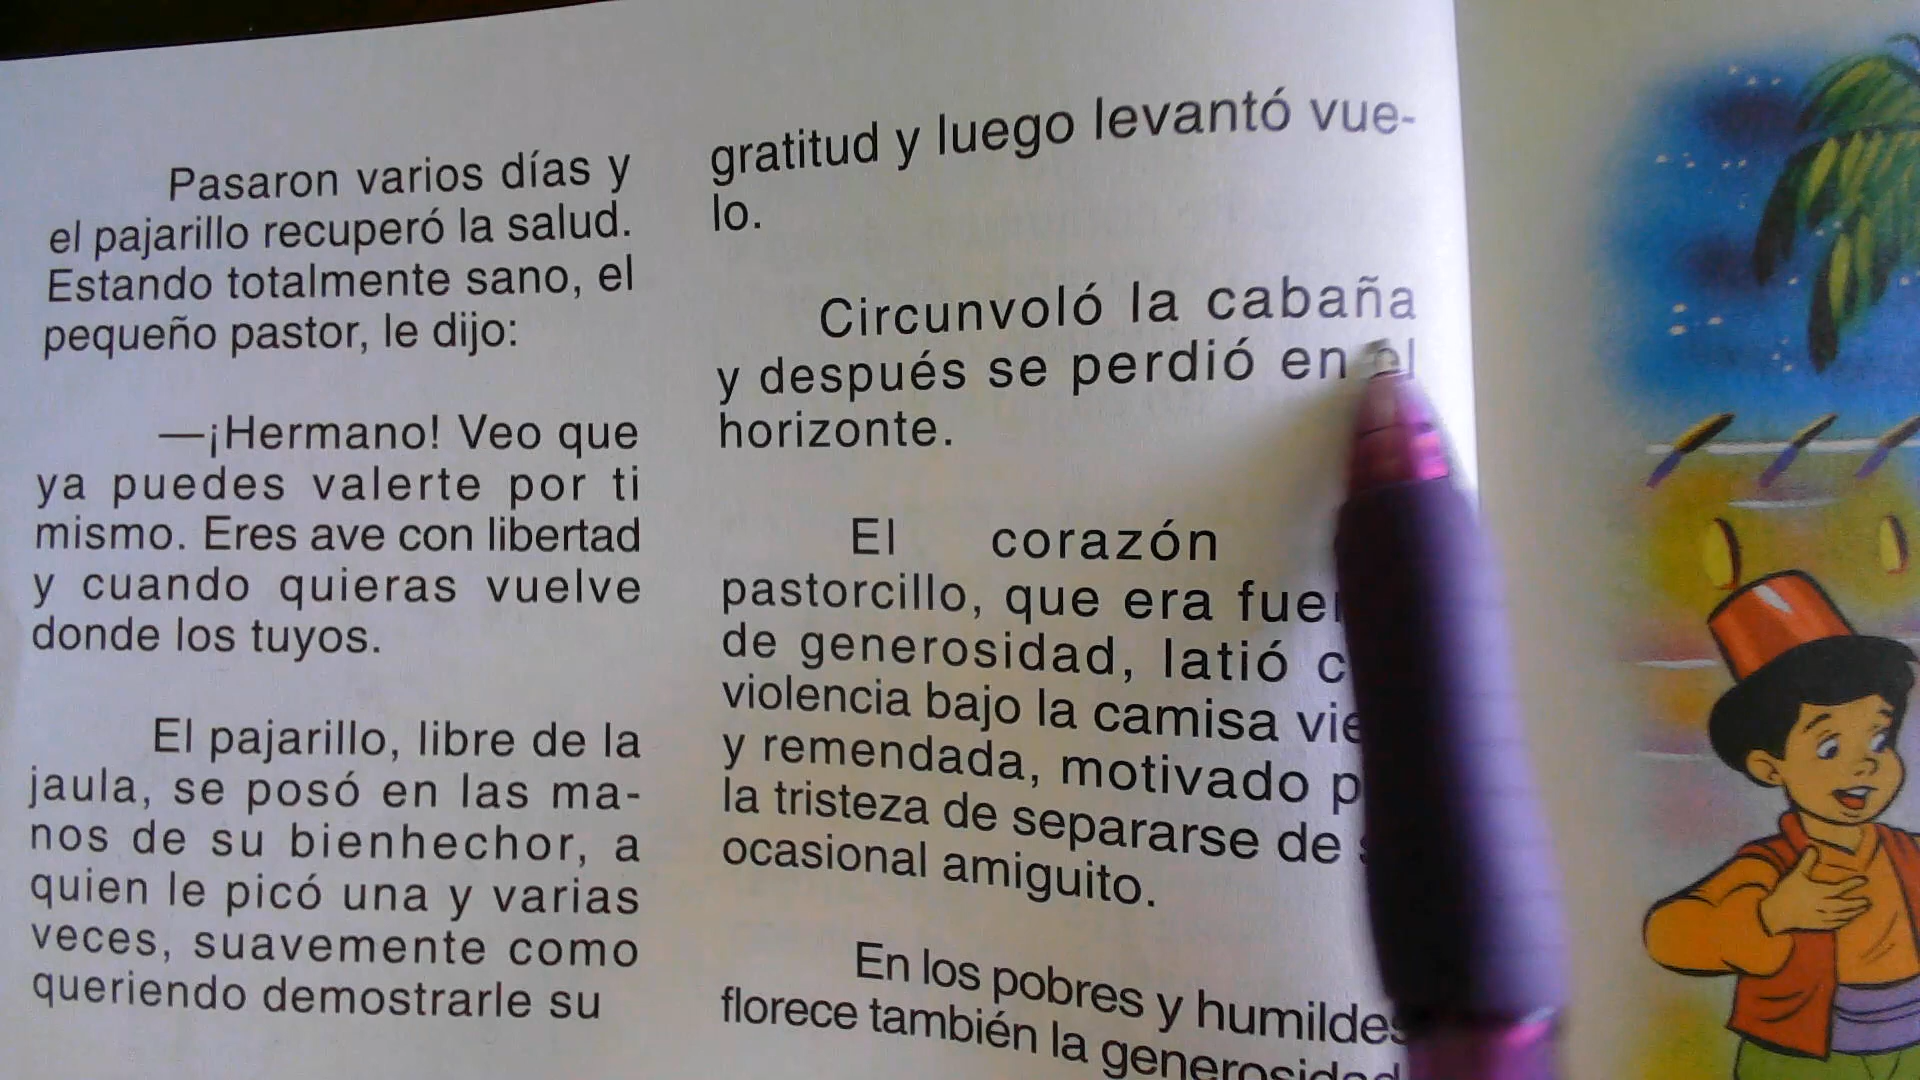 Pasaron varios días y
el pajarillo recuperó la salud.
Estando totalmente sano, el
pequeño pastor, le dijo:
—¡Hermano! Veo que
ya puedes valerte por ti
mismo. Eres ave con libertad
y cuando quieras vuelve
donde los tuyos.
El pajarillo, libre de la
jaula, se posó en las ma-
nos de su bienhechor, a
quien le picó una y varias
veces, suavemente como
queriendo demostrarle su
gratitud y luego levantó vue-
lo.
Circunvoló la cabaña
y después se perdió en el
horizonte.
El corazón
pastorcillo, que era
de generosidad, latió
violencia bajo la camisa
y remendada, motivado
la tristeza de separarse de
ocasional amiguito.
En los pobres y humildes
florece también la generosidad